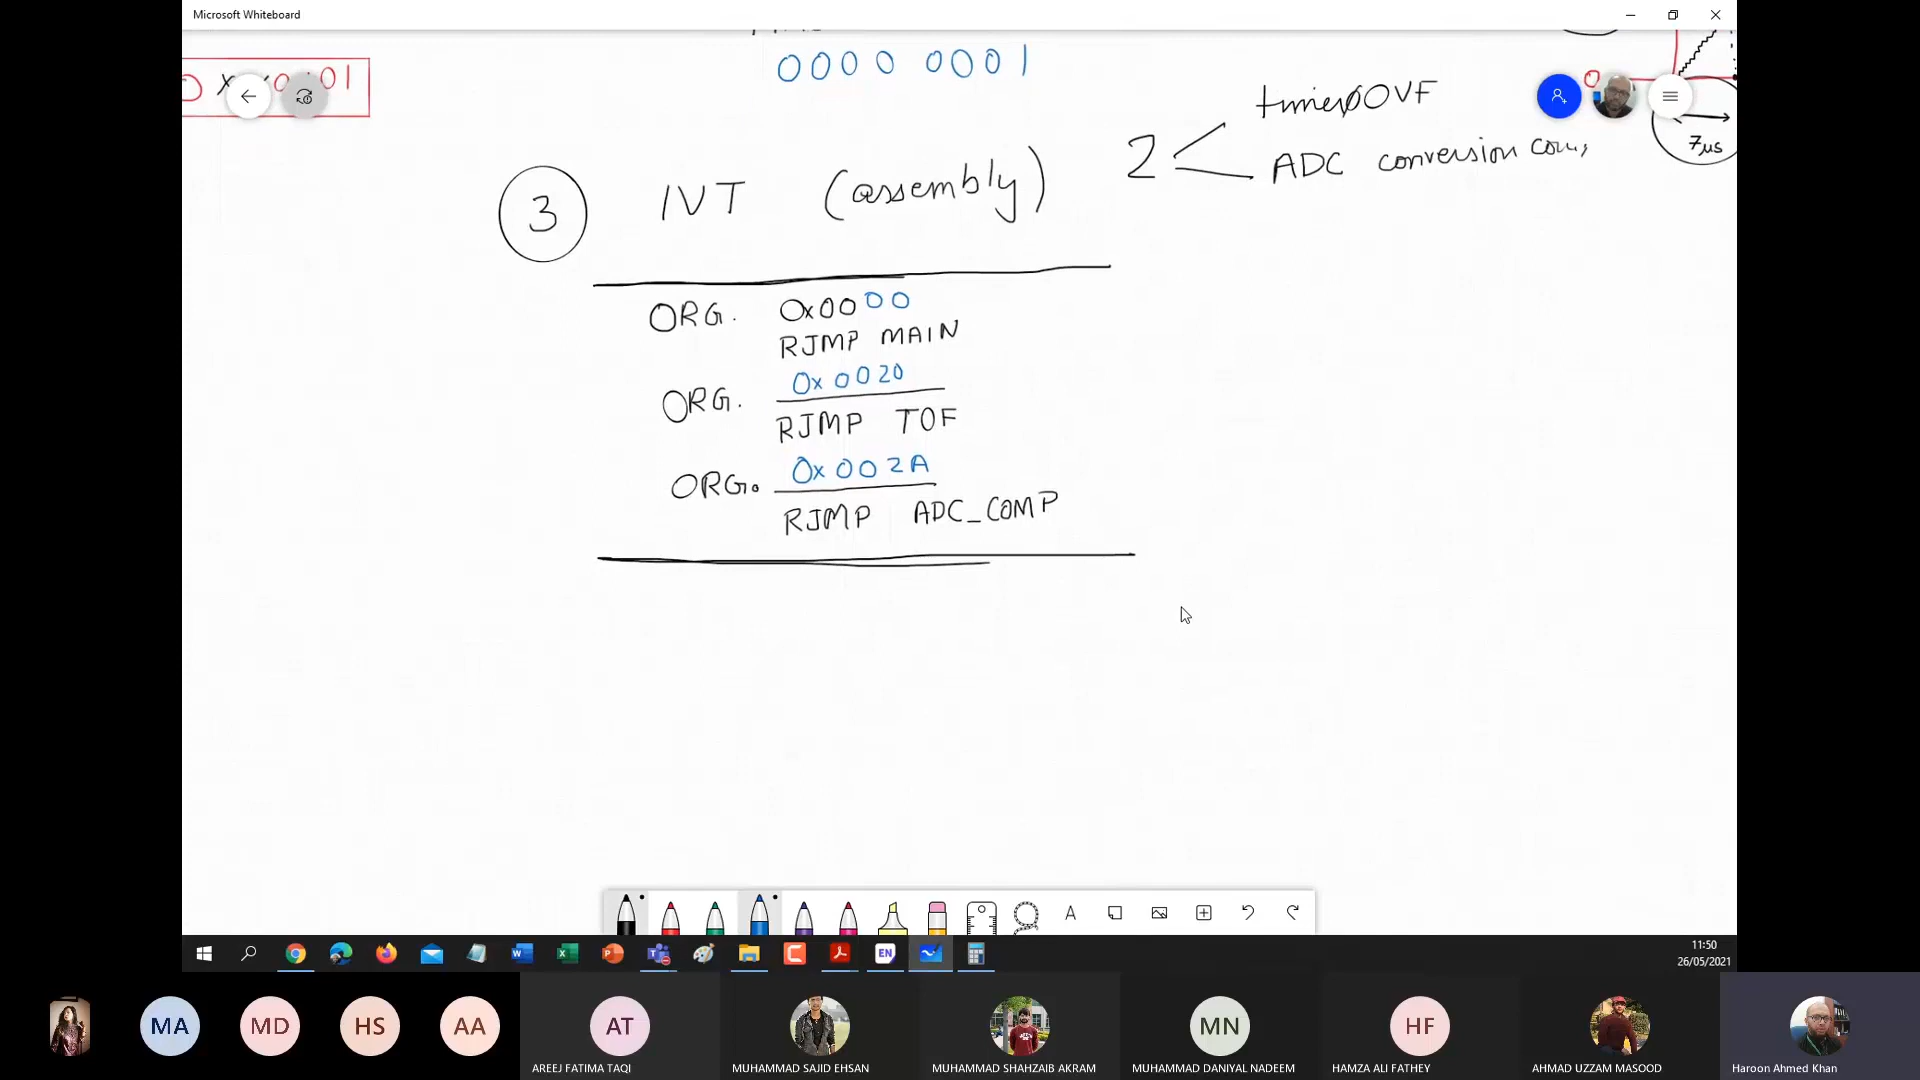 Microsoft Whiteboard
0000 0001
01
timer0OVF
2
ADC conversion
7μs
3 IVT (assembly)
ORG. 0x0000
RJMP MAIN
ORG. 0x0020
RJMP TOF
ORG. 0x002A
RJMP ADC_COMP
A
EN
11:50
26/05/2021
MA
MD
HS
AA
AT
MN
HF
AREEJ FATIMA TAQI
MUHAMMAD SAJID EHSAN
MUHAMMAD SHAHZAIB AKRAM
MUHAMMAD DANIYAL NADEEM
HAMZA ALI FATHEY
AHMAD UZZAM MASOOD
Haroon Ahmed Khan